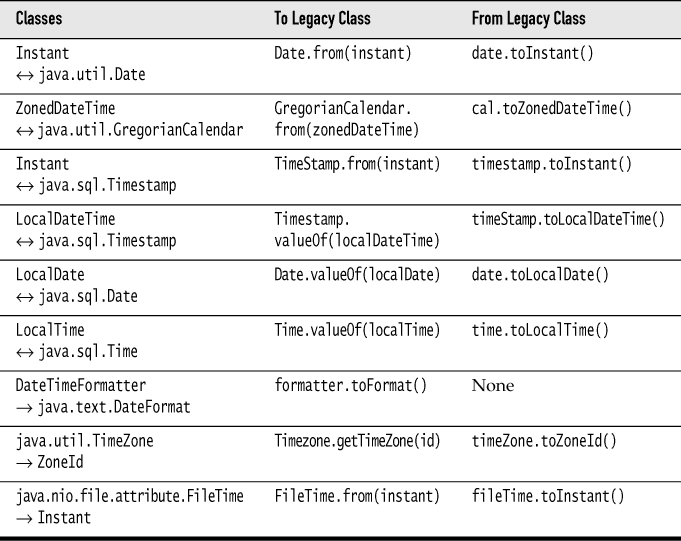 Classes To Legacy Class From Legacy Class
Instant Date.from(instant) date.toInstant()
↔ java.util.Date
ZonedDateTime GregorianCalendar. cal.toZonedDateTime()
↔ java.util.GregorianCalendar from(zonedDateTime)
Instant TimeStamp.from(instant) timestamp.toInstant()
↔ java.sql.Timestamp
LocalDateTime Timestamp. timeStamp.toLocalDateTime()
↔ java.sql.Timestamp valueOf(localDateTime)
LocalDate Date.valueOf(localDate) date.toLocalDate()
↔ java.sql.Date
LocalTime Time.valueOf(localTime) time.toLocalTime()
↔ java.sql.Time
DateTimeFormatter formatter.toFormat() None
→ java.text.DateFormat
java.util.TimeZone Timezone.getTimeZone(id) timeZone.toZoneId()
→ ZoneId
java.nio.file.attribute.FileTime FileTime.from(instant) fileTime.toInstant()
→ Instant